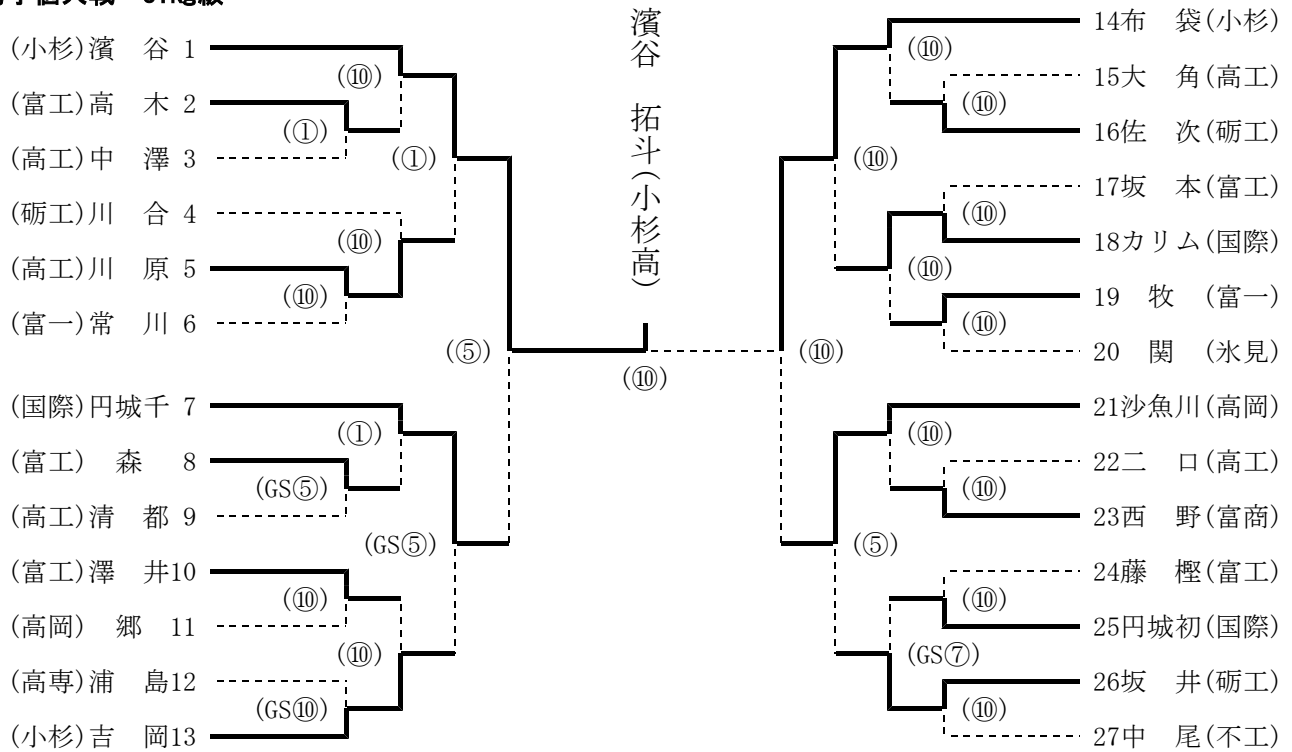 濱谷　拓斗(小杉高)
(小杉)濱　谷 1
(富工)高　木 2
(高工)中　澤 3
(砺工)川　合 4
(高工)川　原 5
(富一)常　川 6
(国際)円城千 7
(富工)　森　 8
(高工)清　都 9
(富工)澤　井10
(高岡)　郷　11
(高専)浦　島12
(小杉)吉　岡13
(⑩)
(①)
(①)
(⑩)
(⑩)
(⑤)
(①)
(GS⑤)
(GS⑤)
(⑩)
(⑩)
(GS⑩)
(⑩)
(⑩)
(⑩)
(⑩)
(⑩)
(⑩)
(⑩)
(⑩)
(⑩)
(⑩)
(⑤)
(⑩)
(GS⑦)
(⑩)
14布　袋(小杉)
15大　角(高工)
16佐　次(砺工)
17坂　本(富工)
18カリム(国際)
19　牧　(富一)
20　関　(氷見)
21沙魚川(高岡)
22二　口(高工)
23西　野(富商)
24藤　樫(富工)
25円城初(国際)
26坂　井(砺工)
27中　尾(不工)